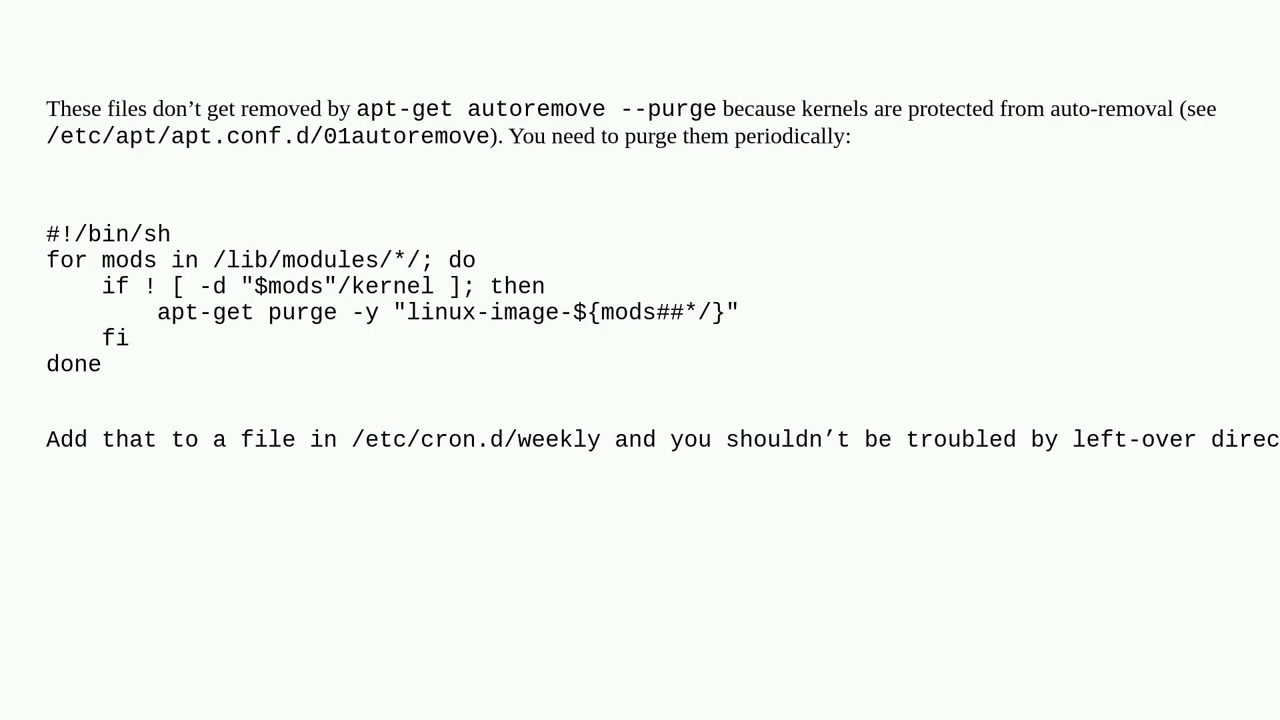 These files don’t get removed by apt-get autoremove --purge because kernels are protected from auto-removal (see
/etc/apt/apt.conf.d/01autoremove). You need to purge them periodically:
#!/bin/sh
for mods in /lib/modules/*/; do
    if ! [ -d "$mods"/kernel ]; then
        apt-get purge -y "linux-image-${mods##*/}"
    fi
done
Add that to a file in /etc/cron.d/weekly and you shouldn’t be troubled by left-over direc